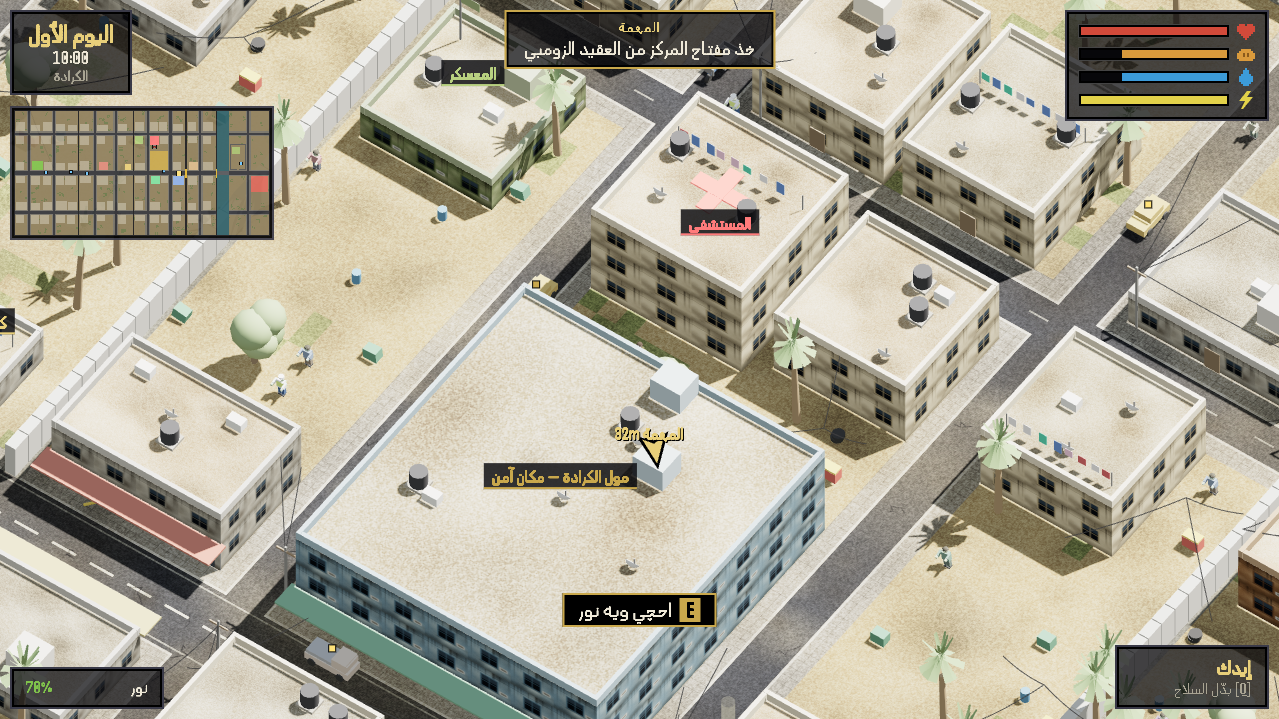 اليوم الأول
10:00
الكرادة
المهمة
خذ مفتاح المركز من العقيد الزومبي
المعسكر
المستشفى
المهمة 82m
مول الكرادة — مكان آمن
احچي ويه نور E
نور 70%
إيدك
[Q] بدّل السلاح